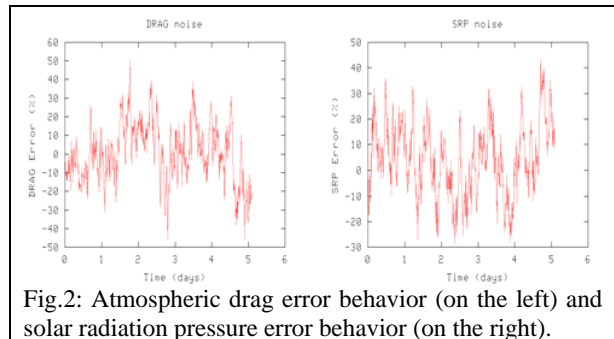 DRAG noise
60
50
40
30
20
10
0
-10
-20
-30
-40
-50
DRAG Error (%)
0 1 2 3 4 5 6
Time (days)
SRP noise
50
40
30
20
10
0
-10
-20
-30
SRP Error (%)
0 1 2 3 4 5 6
Time (days)
Fig.2: Atmospheric drag error behavior (on the left) and
solar radiation pressure error behavior (on the right).